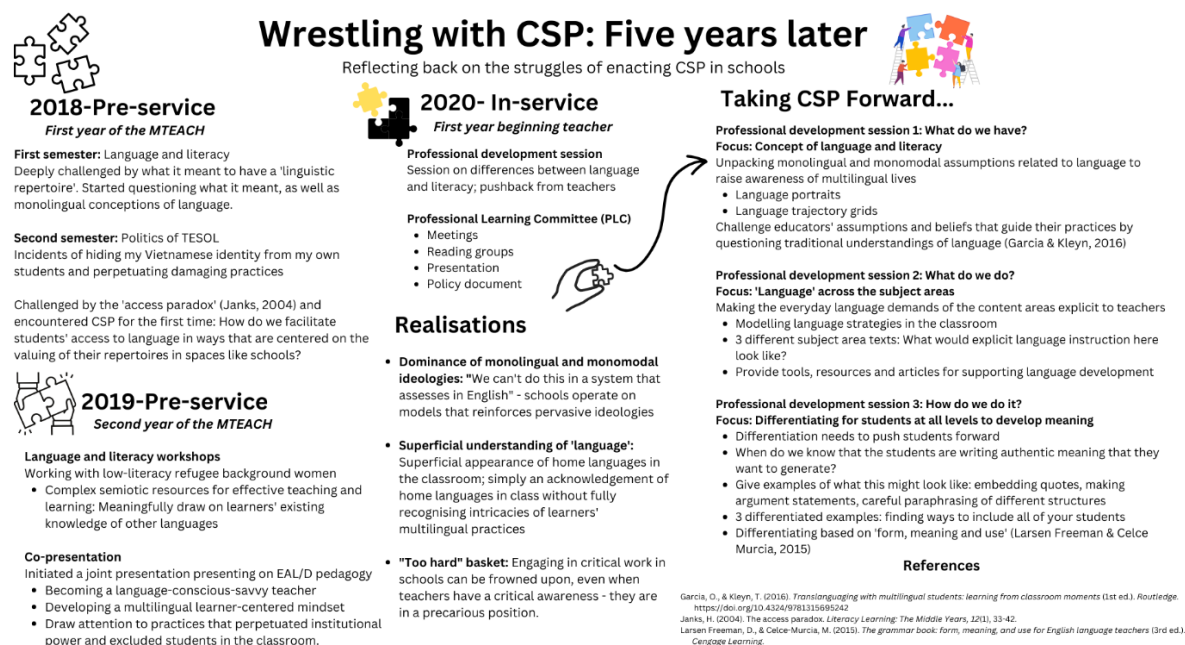 Wrestling with CSP: Five years later
Reflecting back on the struggles of enacting CSP in schools
2018-Pre-service
First year of the MTEACH
First semester: Language and literacy
Deeply challenged by what it meant to have a 'linguistic
repertoire'. Started questioning what it meant, as well as
monolingual conceptions of language.
Second semester: Politics of TESOL
Incidents of hiding my Vietnamese identity from my own
students and perpetuating damaging practices
Challenged by the 'access paradox' (Janks, 2004) and
encountered CSP for the first time: How do we facilitate
students' access to language in ways that are centered on the
valuing of their repertoires in spaces like schools?
2019-Pre-service
Second year of the MTEACH
Language and literacy workshops
Working with low-literacy refugee background women
• Complex semiotic resources for effective teaching and
learning: Meaningfully draw on learners' existing
knowledge of other languages
Co-presentation
Initiated a joint presentation presenting on EAL/D pedagogy
• Becoming a language-conscious-savvy teacher
• Developing a multilingual learner-centered mindset
• Draw attention to practices that perpetuated institutional
power and excluded students in the classroom.
2020- In-service
First year beginning teacher
Professional development session
Session on differences between language
and literacy; pushback from teachers
Professional Learning Committee (PLC)
• Meetings
• Reading groups
• Presentation
• Policy document
Realisations
• Dominance of monolingual and monomodal
ideologies: "We can't do this in a system that
assesses in English" - schools operate on
models that reinforces pervasive ideologies
• Superficial understanding of 'language':
Superficial appearance of home languages in
the classroom; simply an acknowledgement of
home languages in class without fully
recognising intricacies of learners'
multilingual practices
• "Too hard" basket: Engaging in critical work in
schools can be frowned upon, even when
teachers have a critical awareness - they are
in a precarious position.
Taking CSP Forward...
Professional development session 1: What do we have?
Focus: Concept of language and literacy
Unpacking monolingual and monomodal assumptions related to language to
raise awareness of multilingual lives
• Language portraits
• Language trajectory grids
Challenge educators' assumptions and beliefs that guide their practices by
questioning traditional understandings of language (Garcia & Kleyn, 2016)
Professional development session 2: What do we do?
Focus: 'Language' across the subject areas
Making the everyday language demands of the content areas explicit to teachers
• Modelling language strategies in the classroom
• 3 different subject area texts: What would explicit language instruction here
look like?
• Provide tools, resources and articles for supporting language development
Professional development session 3: How do we do it?
Focus: Differentiating for students at all levels to develop meaning
• Differentiation needs to push students forward
• When do we know that the students are writing authentic meaning that they
want to generate?
• Give examples of what this might look like: embedding quotes, making
argument statements, careful paraphrasing of different structures
• 3 differentiated examples: finding ways to include all of your students
• Differentiating based on 'form, meaning and use' (Larsen Freeman & Celce
Murcia, 2015)
References
Garcia, O., & Kleyn, T. (2016). Translanguaging with multilingual students: learning from classroom moments (1st ed.). Routledge.
https://doi.org/10.4324/9781315695242
Janks, H. (2004). The access paradox. Literacy Learning: The Middle Years, 12(1), 33-42.
Larsen Freeman, D., & Celce-Murcia, M. (2015). The grammar book: form, meaning, and use for English language teachers (3rd ed.).
Cengage Learning.